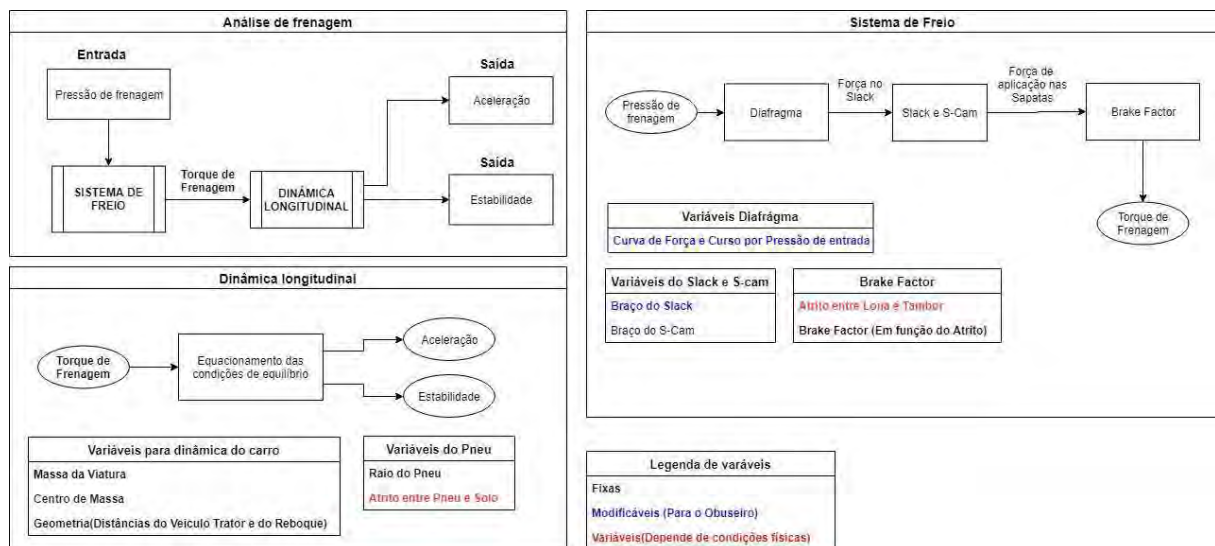 Análise de frenagem
Entrada
Pressão de frenagem
SISTEMA DE
FREIO
Torque de
Frenagem
DINÂMICA
LONGITUDINAL
Saída
Aceleração
Saída
Estabilidade
Sistema de Freio
Pressão de
frenagem
Diafragma
Força no
Slack
Slack e S-Cam
Força de
aplicação nas
Sapatas
Brake Factor
Torque de
Frenagem
Variáveis Diafrágma
Curva de Força e Curso por Pressão de entrada
Variáveis do Slack e S-cam
Braço do Slack
Braço do S-Cam
Brake Factor
Atrito entre Lona e Tambor
Brake Factor (Em função do Atrito)
Dinâmica longitudinal
Torque de
Frenagem
Equacionamento das
condições de equilíbrio
Aceleração
Estabilidade
Variáveis para dinâmica do carro
Massa da Viatura
Centro de Massa
Geometria(Distâncias do Veiculo Trator e do Reboque)
Variáveis do Pneu
Raio do Pneu
Atrito entre Pneu e Solo
Legenda de varáveis
Fixas
Modificáveis (Para o Obuseiro)
Variáveis(Depende de condições físicas)